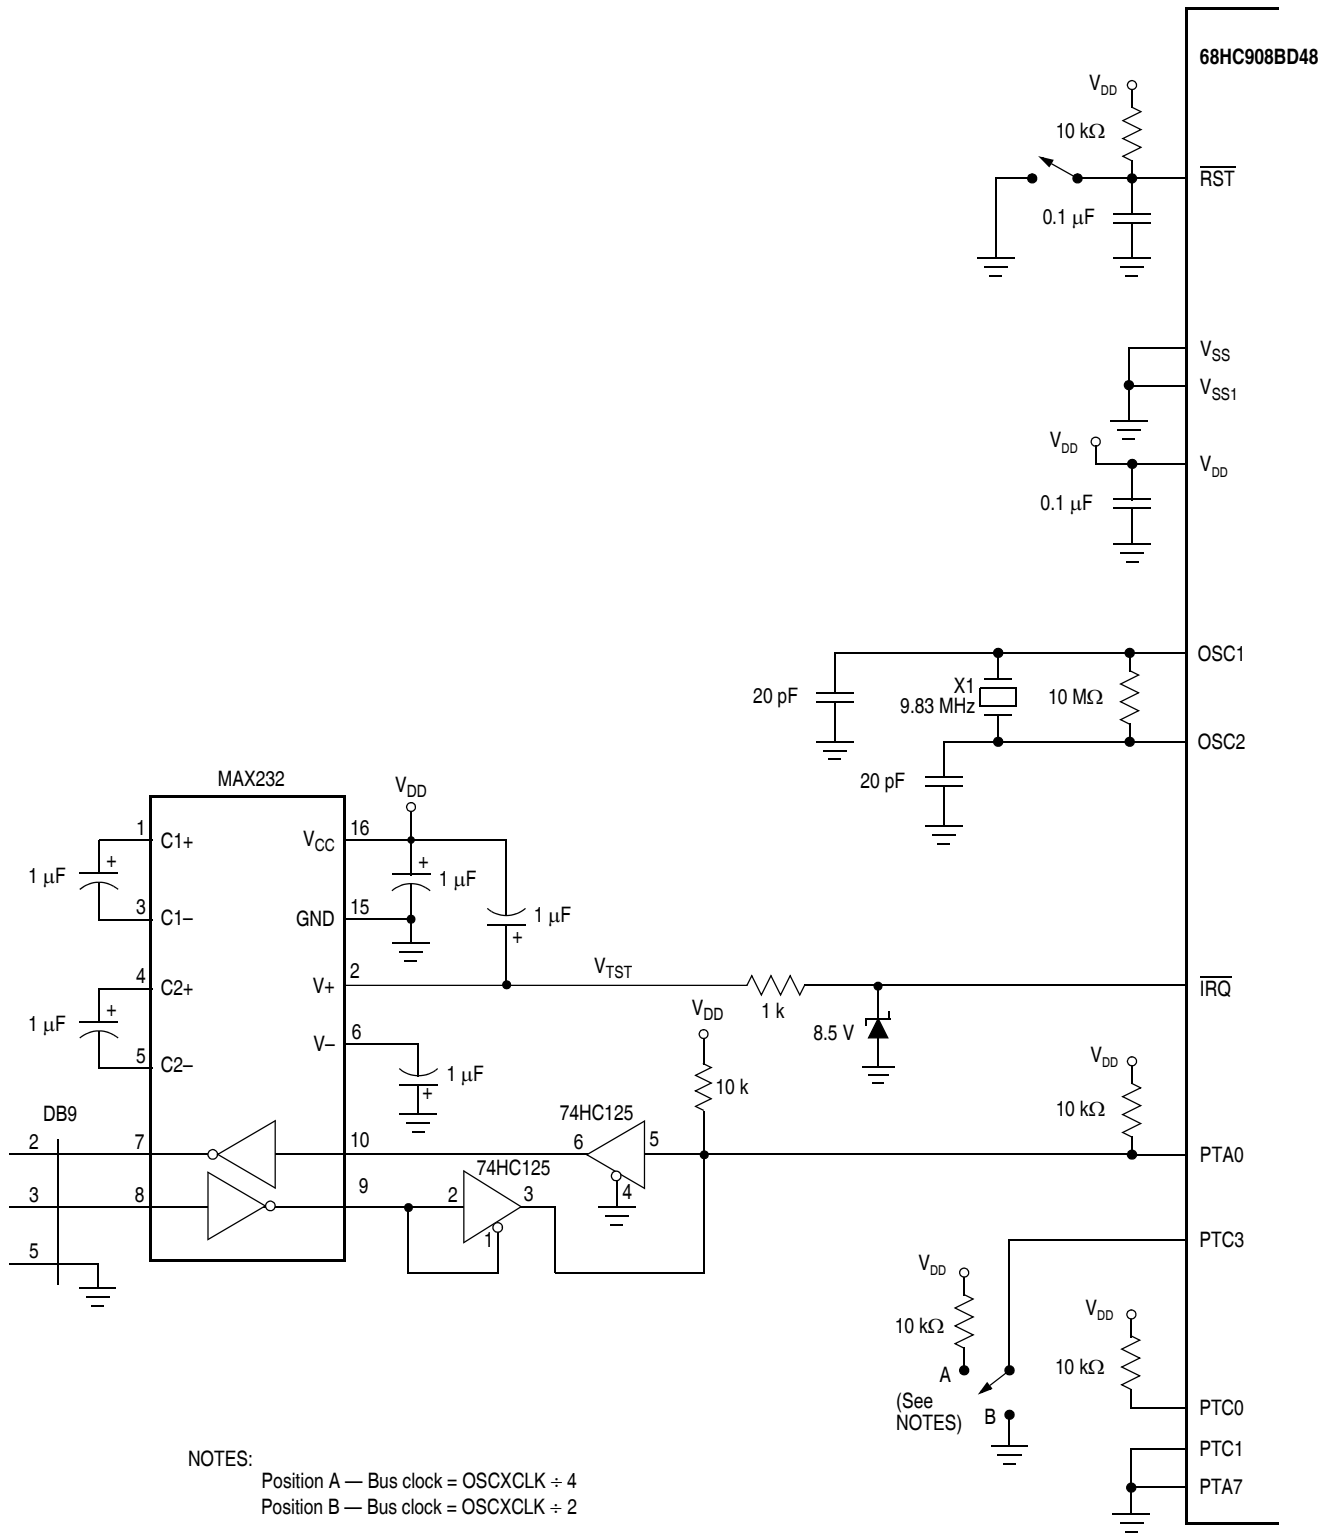 68HC908BD48
VDD
10 kΩ
RST
0.1 μF
VSS
VSS1
VDD
VDD
0.1 μF
OSC1
20 pF
X1
9.83 MHz
10 MΩ
OSC2
20 pF
MAX232
VDD
1
C1+
VCC
16
1 μF
+
+
1 μF
3
C1–
GND
15
1 μF
+
4
C2+
V+
2
VTST
1 k
IRQ
1 μF
+
VDD
8.5 V
5
C2–
V–
6
1 μF
+
10 k
VDD
10 kΩ
DB9
74HC125
2
7
10
6
5
4
PTA0
74HC125
3
8
9
2
3
1
5
PTC3
VDD
10 kΩ
A
(See
NOTES)
B
VDD
10 kΩ
PTC0
PTC1
PTA7
NOTES:
Position A — Bus clock = OSCXCLK ÷ 4
Position B — Bus clock = OSCXCLK ÷ 2